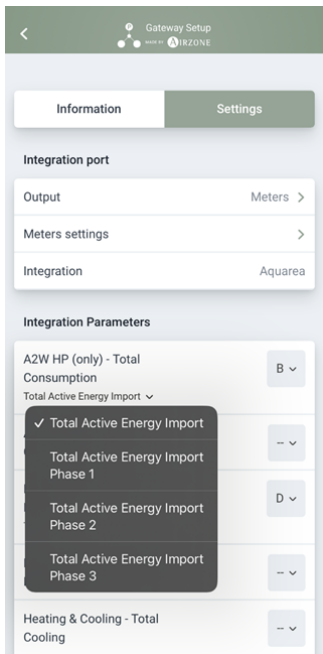 Gateway Setup
MADE BY AIRZONE
Information
Settings
Integration port
Output
Meters
Meters settings
Integration
Aquarea
Integration Parameters
A2W HP (only) - Total
Consumption
Total Active Energy Import
B
✓ Total Active Energy Import
Total Active Energy Import
Phase 1
--
Total Active Energy Import
Phase 2
D
Total Active Energy Import
Phase 3
--
Heating & Cooling - Total
Cooling
--